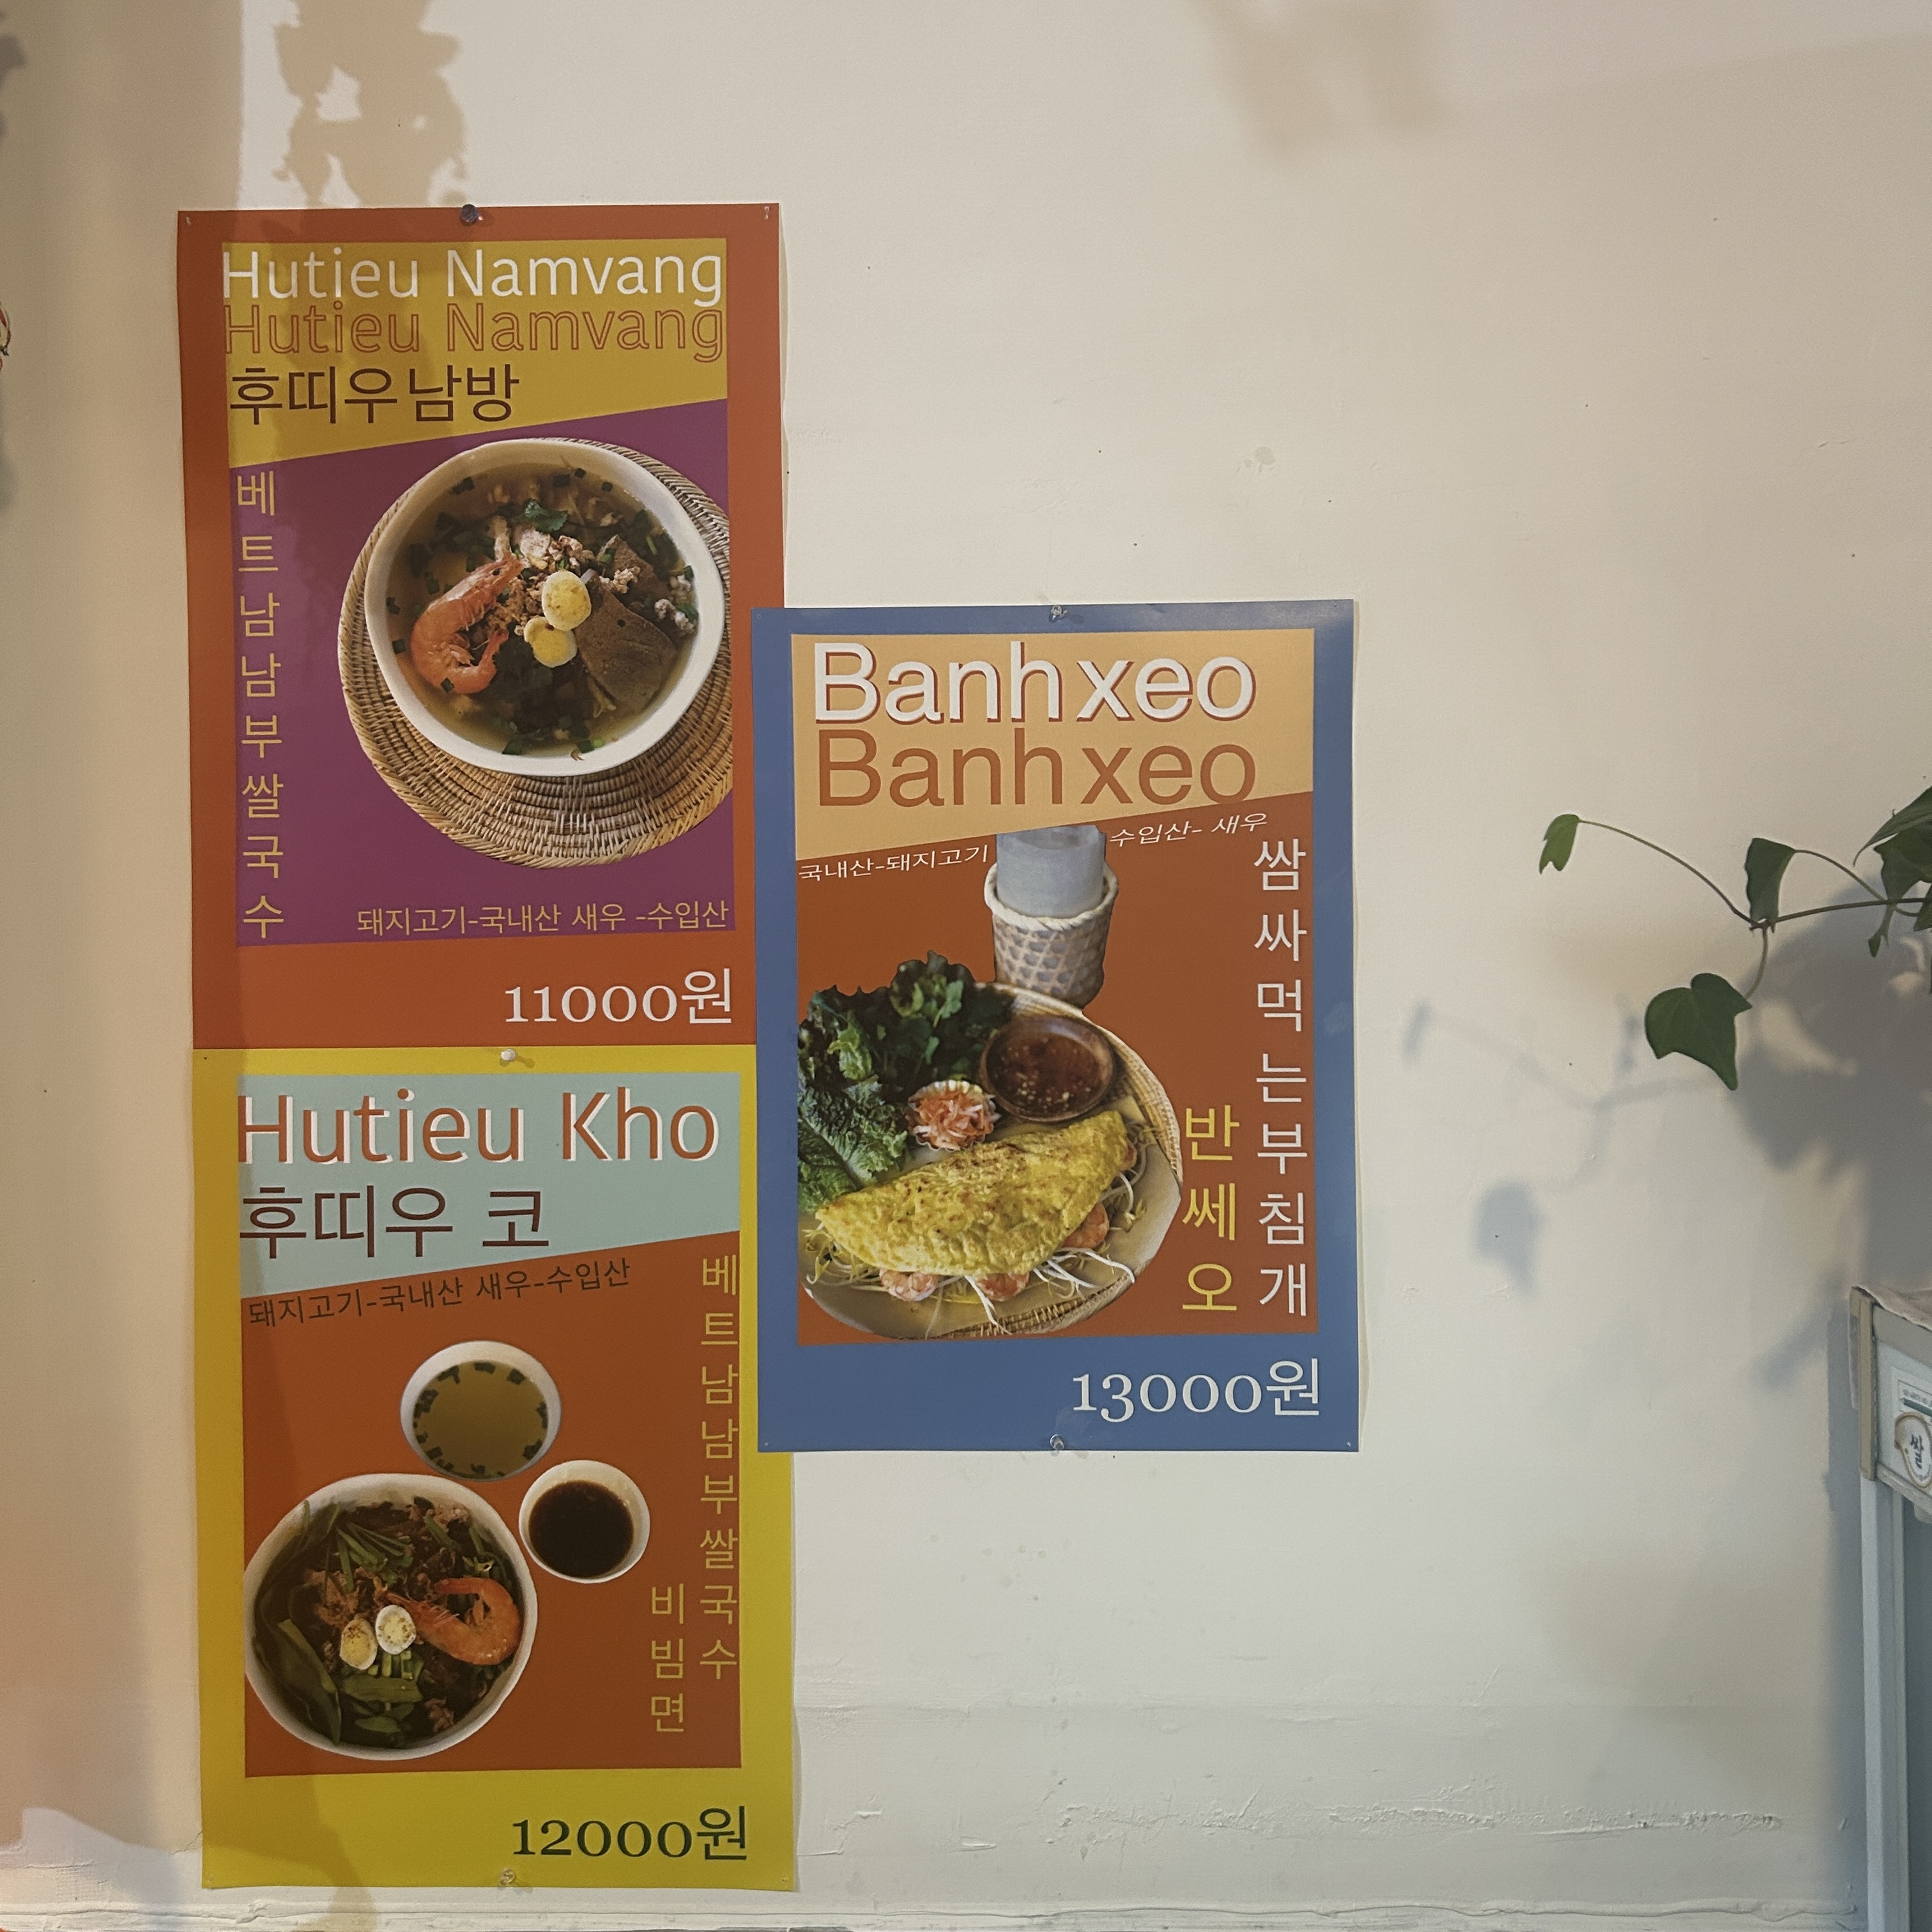 Hutieu Namvang
Hutieu Namvang
후띠우남방
베트남남부쌀국수
돼지고기-국내산 새우 -수입산
11000원
Hutieu Kho
후띠우 코
돼지고기-국내산 새우-수입산
베트남남부쌀국수
비빔면
12000원
Banh xeo
Banh xeo
국내산-돼지고기
수입산- 새우
쌈싸먹는부침개
반쎄오
13000원
쌀